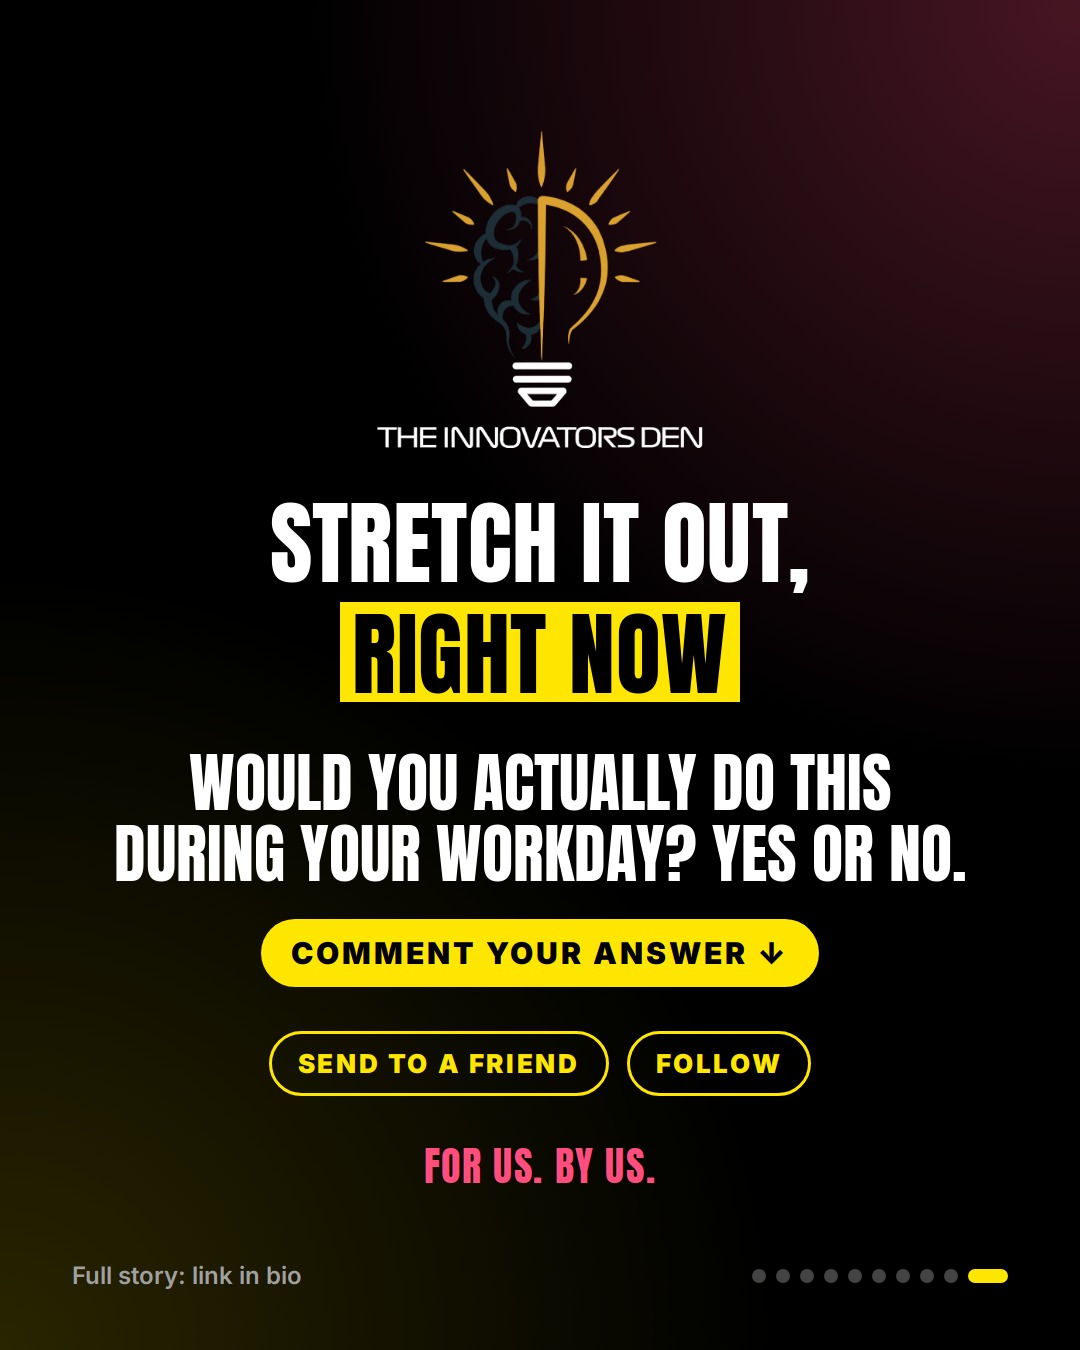 THE INNOVATORS DEN
STRETCH IT OUT,
RIGHT NOW
WOULD YOU ACTUALLY DO THIS
DURING YOUR WORKDAY? YES OR NO.
COMMENT YOUR ANSWER ↓
SEND TO A FRIEND
FOLLOW
FOR US. BY US.
Full story: link in bio